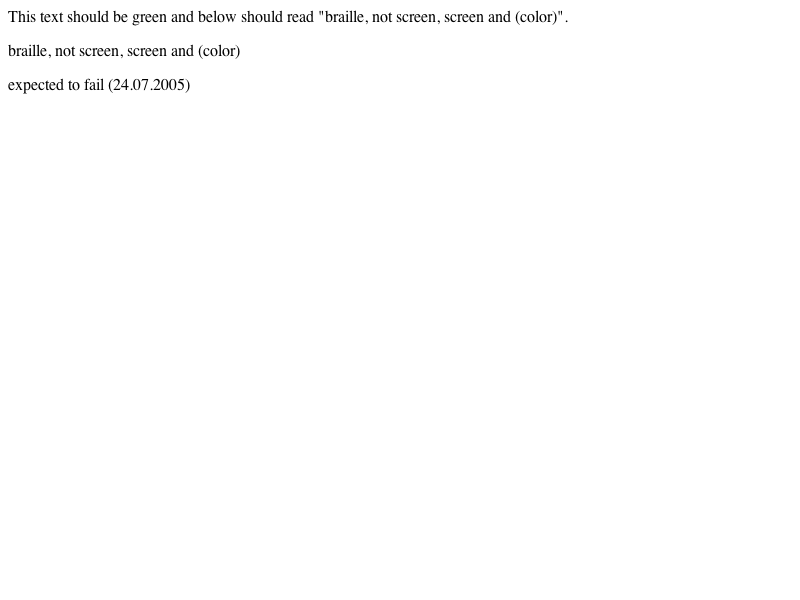 This text should be green and below should read "braille, not screen, screen and (color)".
braille, not screen, screen and (color)
expected to fail (24.07.2005)